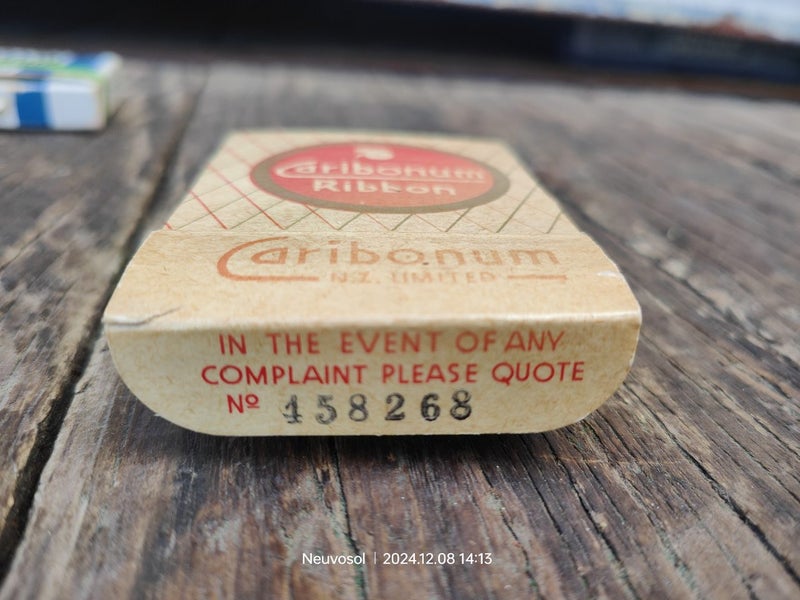 Caribonum
Ribbon
Caribonum
N.Z. LIMITED
IN THE EVENT OF ANY
COMPLAINT PLEASE QUOTE
Nº 458268
Neuvosol | 2024.12.08 14:13